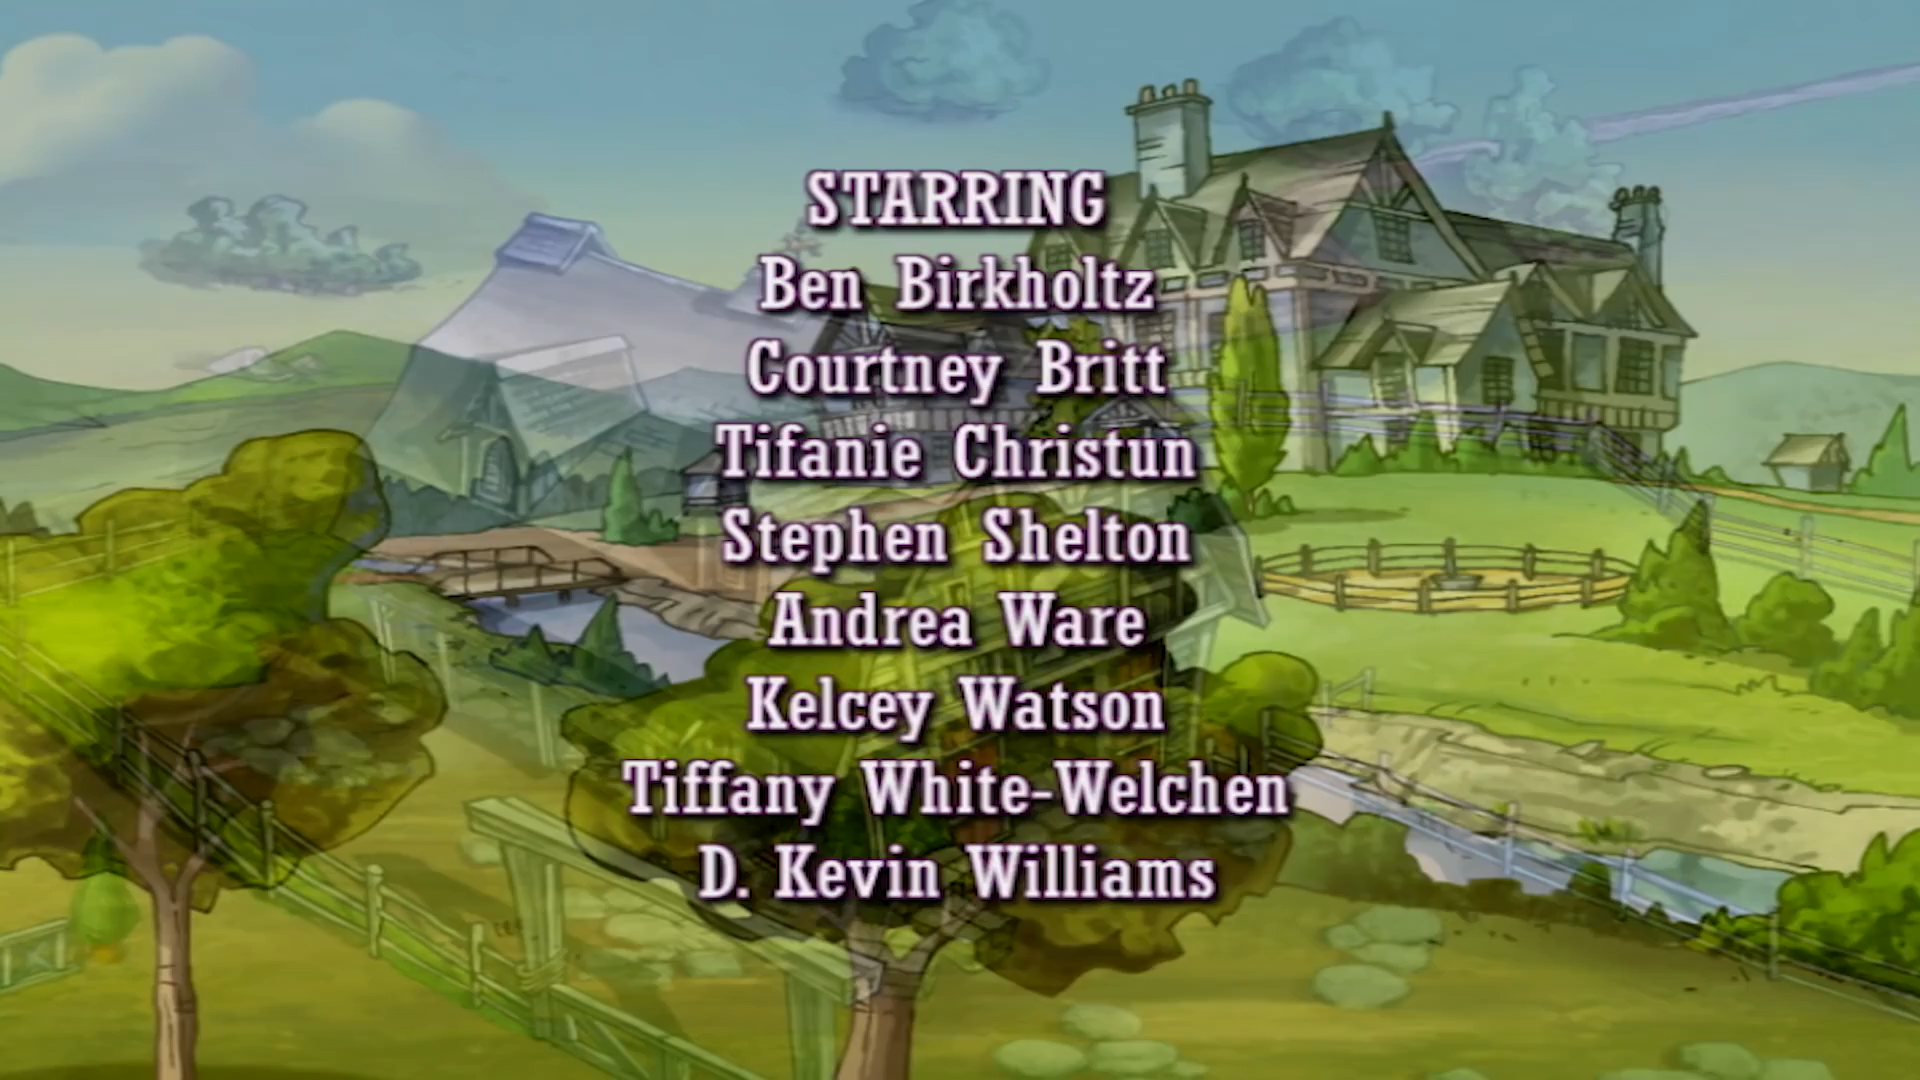 STARRING
Ben Birkholtz
Courtney Britt
Tifanie Christun
Stephen Shelton
Andrea Ware
Kelcey Watson
Tiffany White-Welchen
D. Kevin Williams